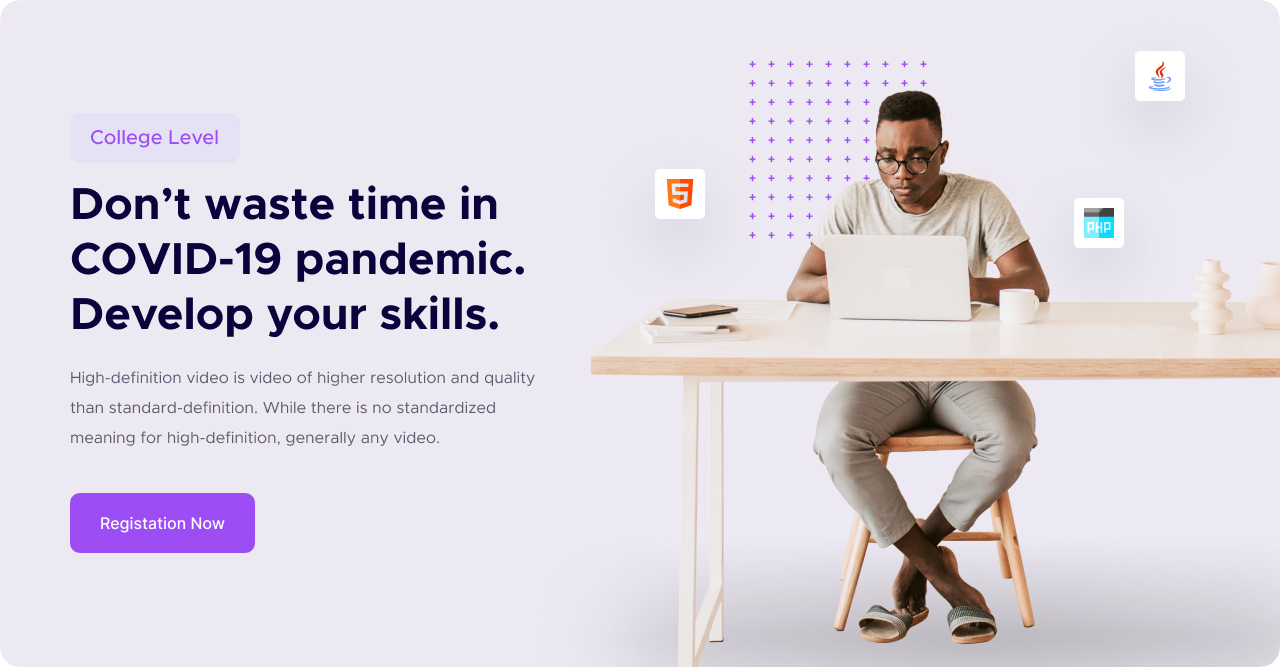 College Level
Don’t waste time in
COVID-19 pandemic.
Develop your skills.
High-definition video is video of higher resolution and quality
than standard-definition. While there is no standardized
meaning for high-definition, generally any video.
Registation Now
5
PHP